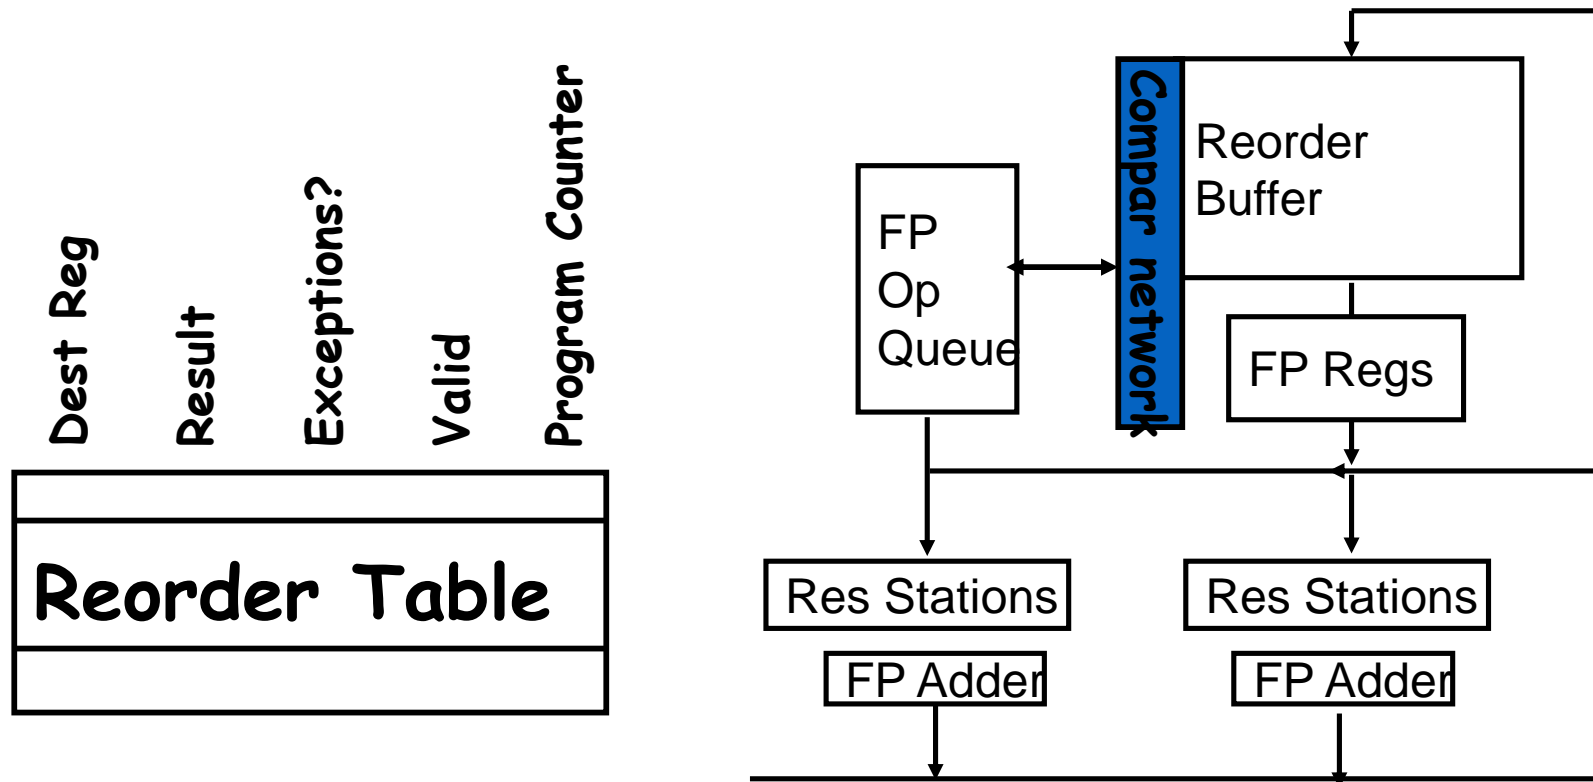 Dest Reg
Result
Exceptions?
Valid
Program Counter
Reorder Table
Compar network
Reorder
Buffer
FP
Op
Queue
FP Regs
Res Stations
Res Stations
FP Adder
FP Adder